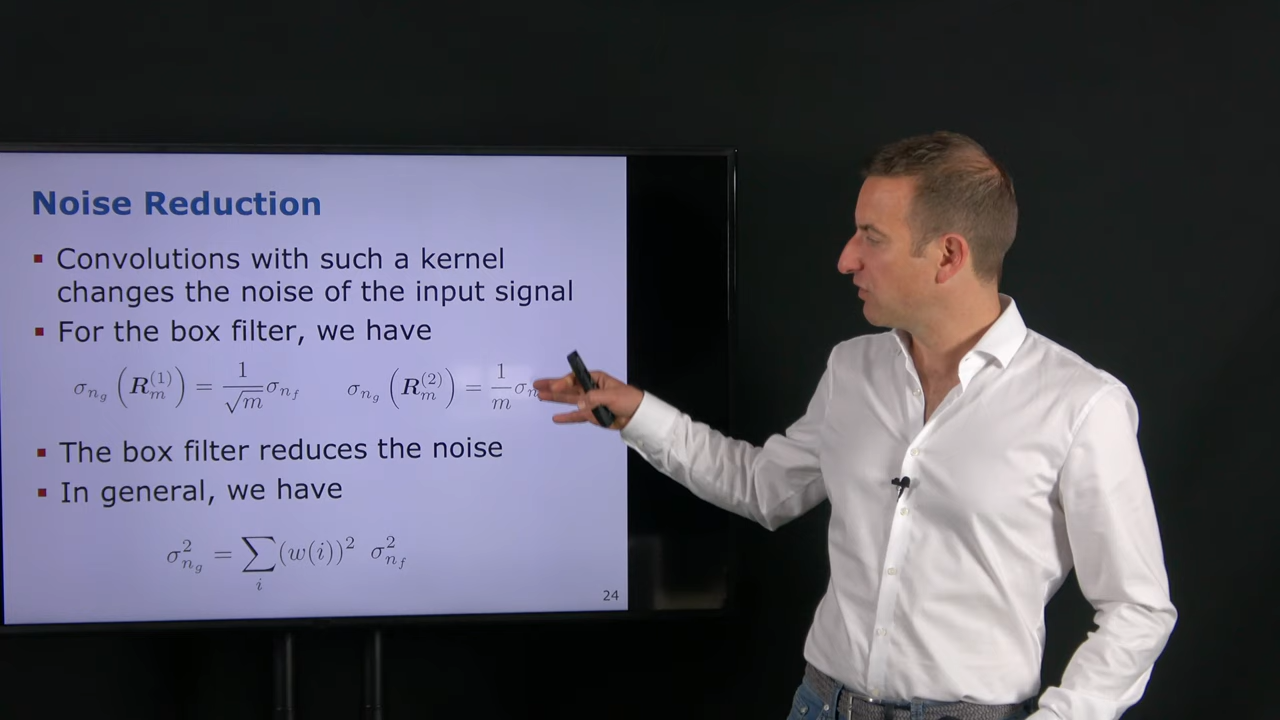 Noise Reduction
▪ Convolutions with such a kernel
changes the noise of the input signal
▪ For the box filter, we have
σ_{n_g} (R_m^{(1)}) = 1/√m σ_{n_f} σ_{n_g} (R_m^{(2)}) = 1/m σ_n
▪ The box filter reduces the noise
▪ In general, we have
σ²_{n_g} = ∑_i (w(i))² σ²_{n_f}
24